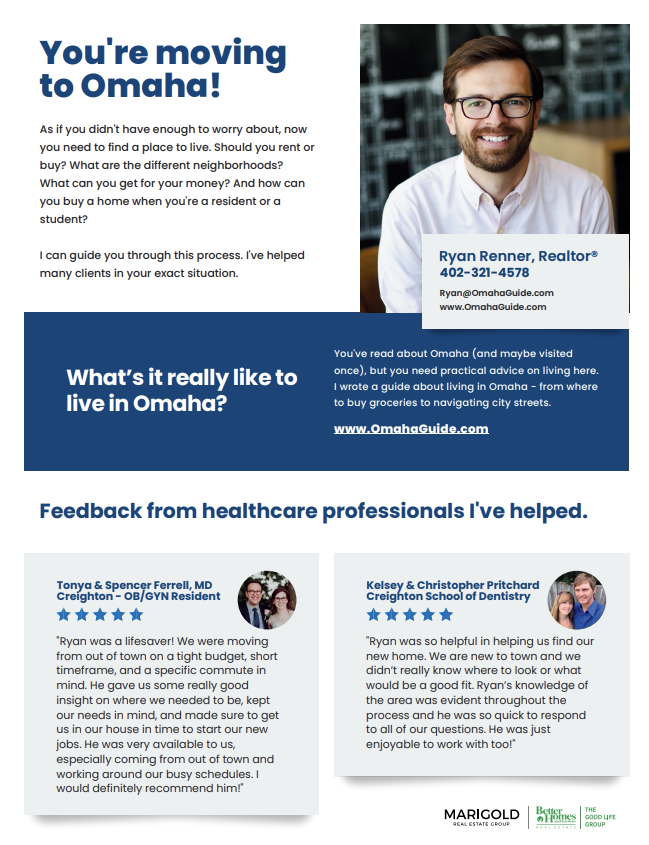 You're moving
to Omaha!
As if you didn't have enough to worry about, now
you need to find a place to live. Should you rent or
buy? What are the different neighborhoods?
What can you get for your money? And how can
you buy a home when you're a resident or a
student?
I can guide you through this process. I've helped
many clients in your exact situation.
Ryan Renner, Realtor®
402-321-4578
Ryan@OmahaGuide.com
www.OmahaGuide.com
What's it really like to
live in Omaha?
You've read about Omaha (and maybe visited
once), but you need practical advice on living here.
I wrote a guide about living in Omaha - from where
to buy groceries to navigating city streets.
www.OmahaGuide.com
Feedback from healthcare professionals I've helped.
Tonya & Spencer Ferrell, MD
Creighton - OB/GYN Resident
"Ryan was a lifesaver! We were moving
from out of town on a tight budget, short
timeframe, and a specific commute in
mind. He gave us some really good
insight on where we needed to be, kept
our needs in mind, and made sure to get
us in our house in time to start our new
jobs. He was very available to us,
especially coming from out of town and
working around our busy schedules. I
would definitely recommend him!"
Kelsey & Christopher Pritchard
Creighton School of Dentistry
"Ryan was so helpful in helping us find our
new home. We are new to town and we
didn't really know where to look or what
would be a good fit. Ryan's knowledge of
the area was evident throughout the
process and he was so quick to respond
to all of our questions. He was just
enjoyable to work with too!"
MARIGOLD
REAL ESTATE GROUP
Better
Homes
REAL ESTATE
THE
GOOD LIFE
GROUP